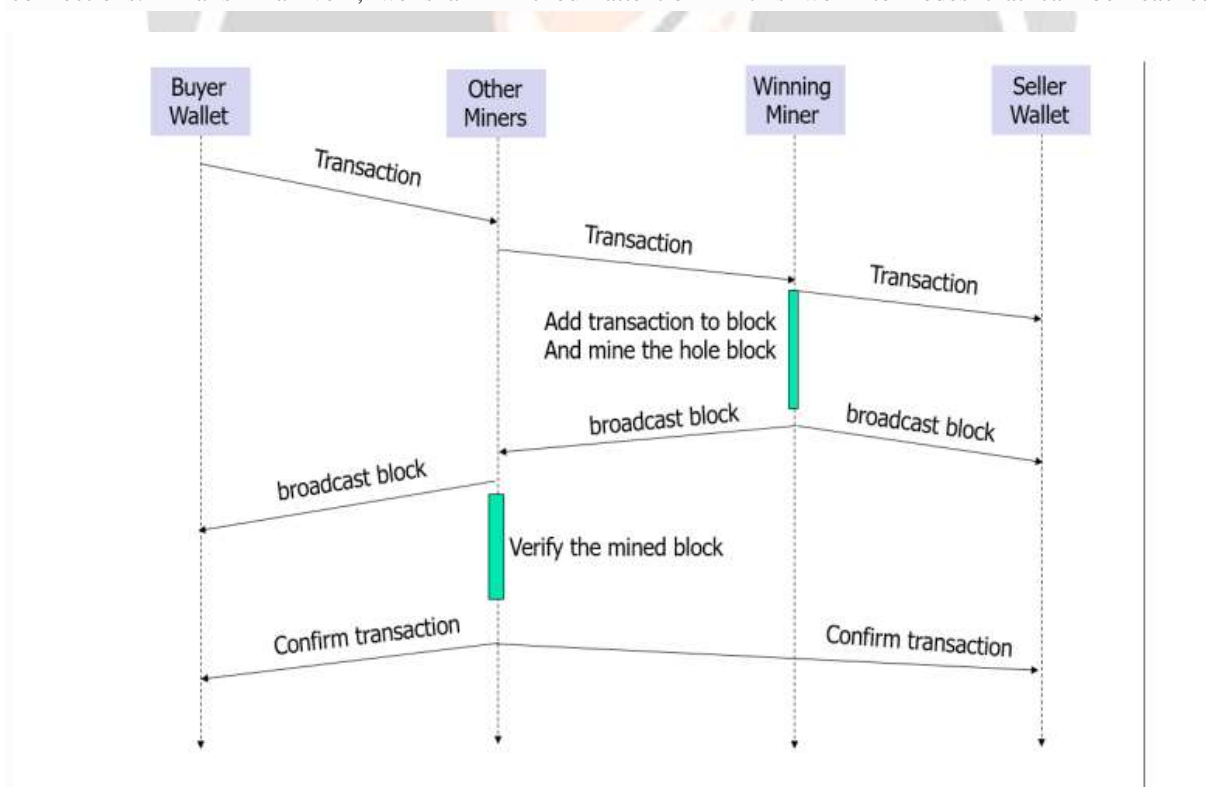 Buyer
Wallet
Other
Miners
Winning
Miner
Seller
Wallet
Transaction
Transaction
Transaction
Add transaction to block
And mine the hole block
broadcast block
broadcast block
broadcast block
Verify the mined block
Confirm transaction
Confirm transaction